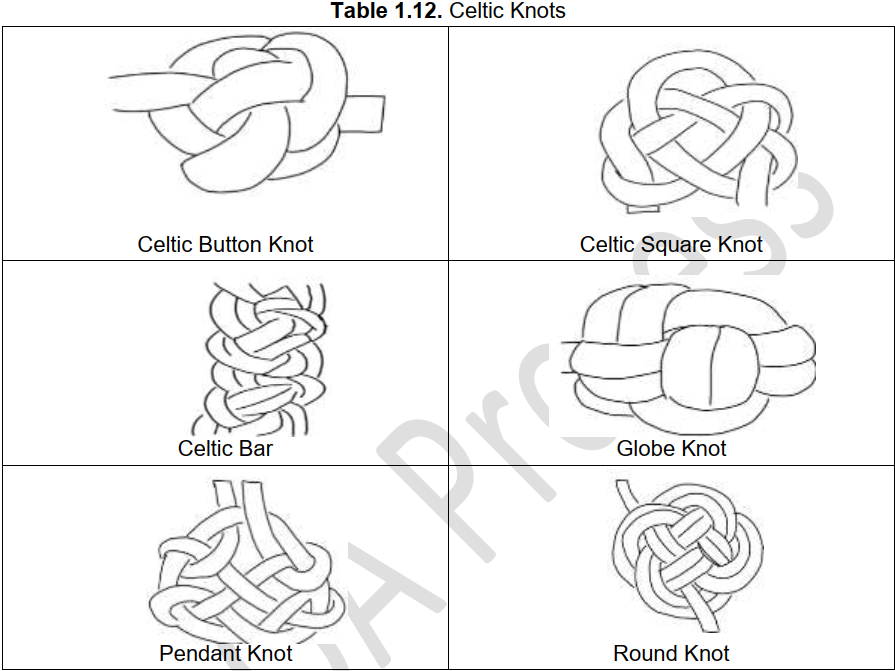 Table 1.12. Celtic Knots
Celtic Button Knot
Celtic Square Knot
Celtic Bar
Globe Knot
Pendant Knot
Round Knot